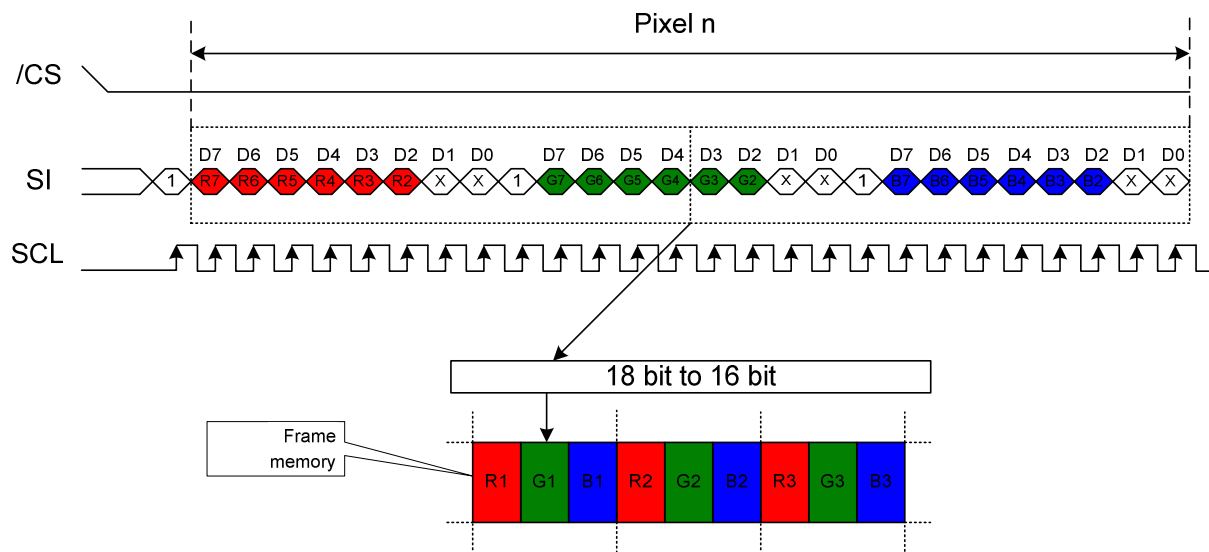 Pixel n
/CS
D7 D6 D5 D4 D3 D2 D1 D0 D7 D6 D5 D4 D3 D2 D1 D0 D7 D6 D5 D4 D3 D2 D1 D0
SI 1 R7 R6 R5 R4 R3 R2 X X 1 G7 G6 G5 G4 G3 G2 X X 1 B7 B6 B5 B4 B3 B2 X X
SCL
18 bit to 16 bit
Frame
memory
R1 G1 B1 R2 G2 B2 R3 G3 B3